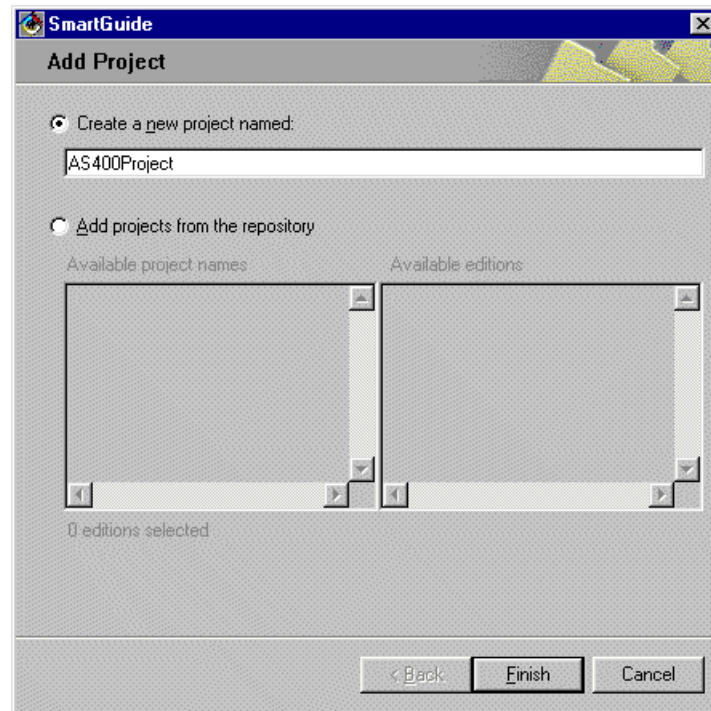 SmartGuide
Add Project
Create a new project named:
AS400Project
Add projects from the repository
Available project names Available editions
0 editions selected
< Back Finish Cancel